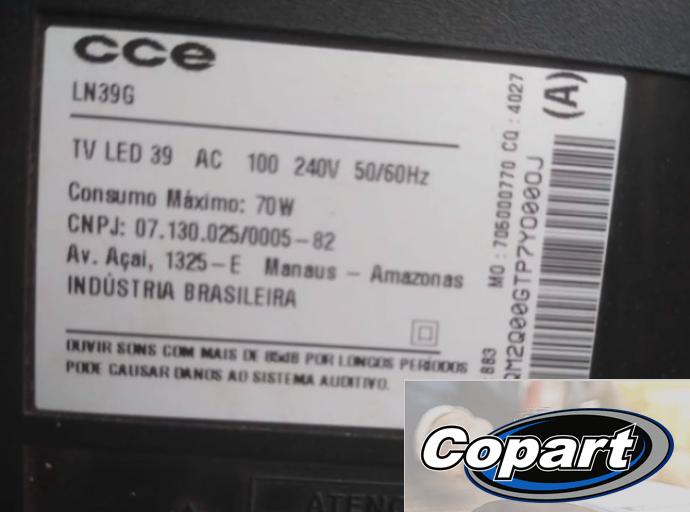 cce
LN39G
TV LED 39 AC 100 240V 50/60Hz
Consumo Máximo: 70W
CNPJ: 07.130.025/0005-82
Av. Açai, 1325-E Manaus - Amazonas
INDÚSTRIA BRASILEIRA
OUVIR SONS COM MAIS DE 85dB POR LONGOS PERÍODOS
PODE CAUSAR DANOS AO SISTEMA AUDITIVO.
MO: 705000770 CQ: 4027
(A)
Copart